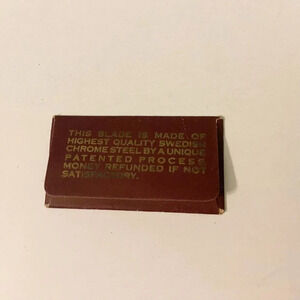 THIS BLADE IS MADE OF
HIGHEST QUALITY SWEDISH
CHROME STEEL BY A UNIQUE
PATENTED PROCESS.
MONEY REFUNDED IF NOT
SATISFACTORY.